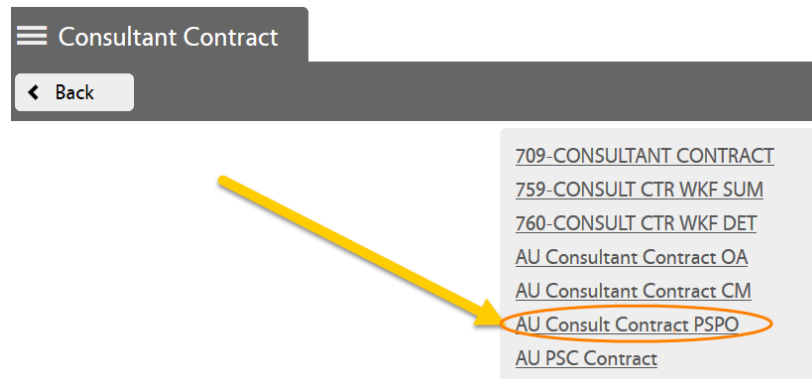 Consultant Contract
Back
709-CONSULTANT CONTRACT
759-CONSULT CTR WKF SUM
760-CONSULT CTR WKF DET
AU Consultant Contract OA
AU Consultant Contract CM
AU Consult Contract PSPO
AU PSC Contract